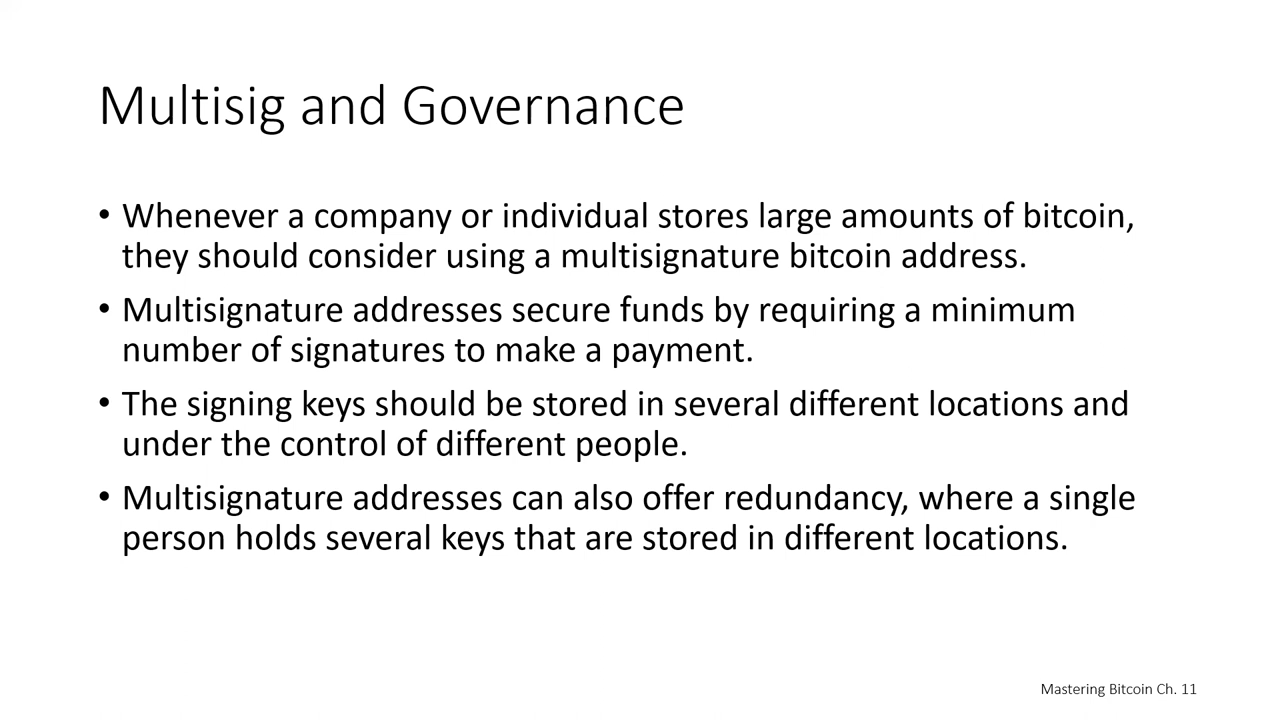 Multisig and Governance
• Whenever a company or individual stores large amounts of bitcoin,
they should consider using a multisignature bitcoin address.
• Multisignature addresses secure funds by requiring a minimum
number of signatures to make a payment.
• The signing keys should be stored in several different locations and
under the control of different people.
• Multisignature addresses can also offer redundancy, where a single
person holds several keys that are stored in different locations.
Mastering Bitcoin Ch. 11